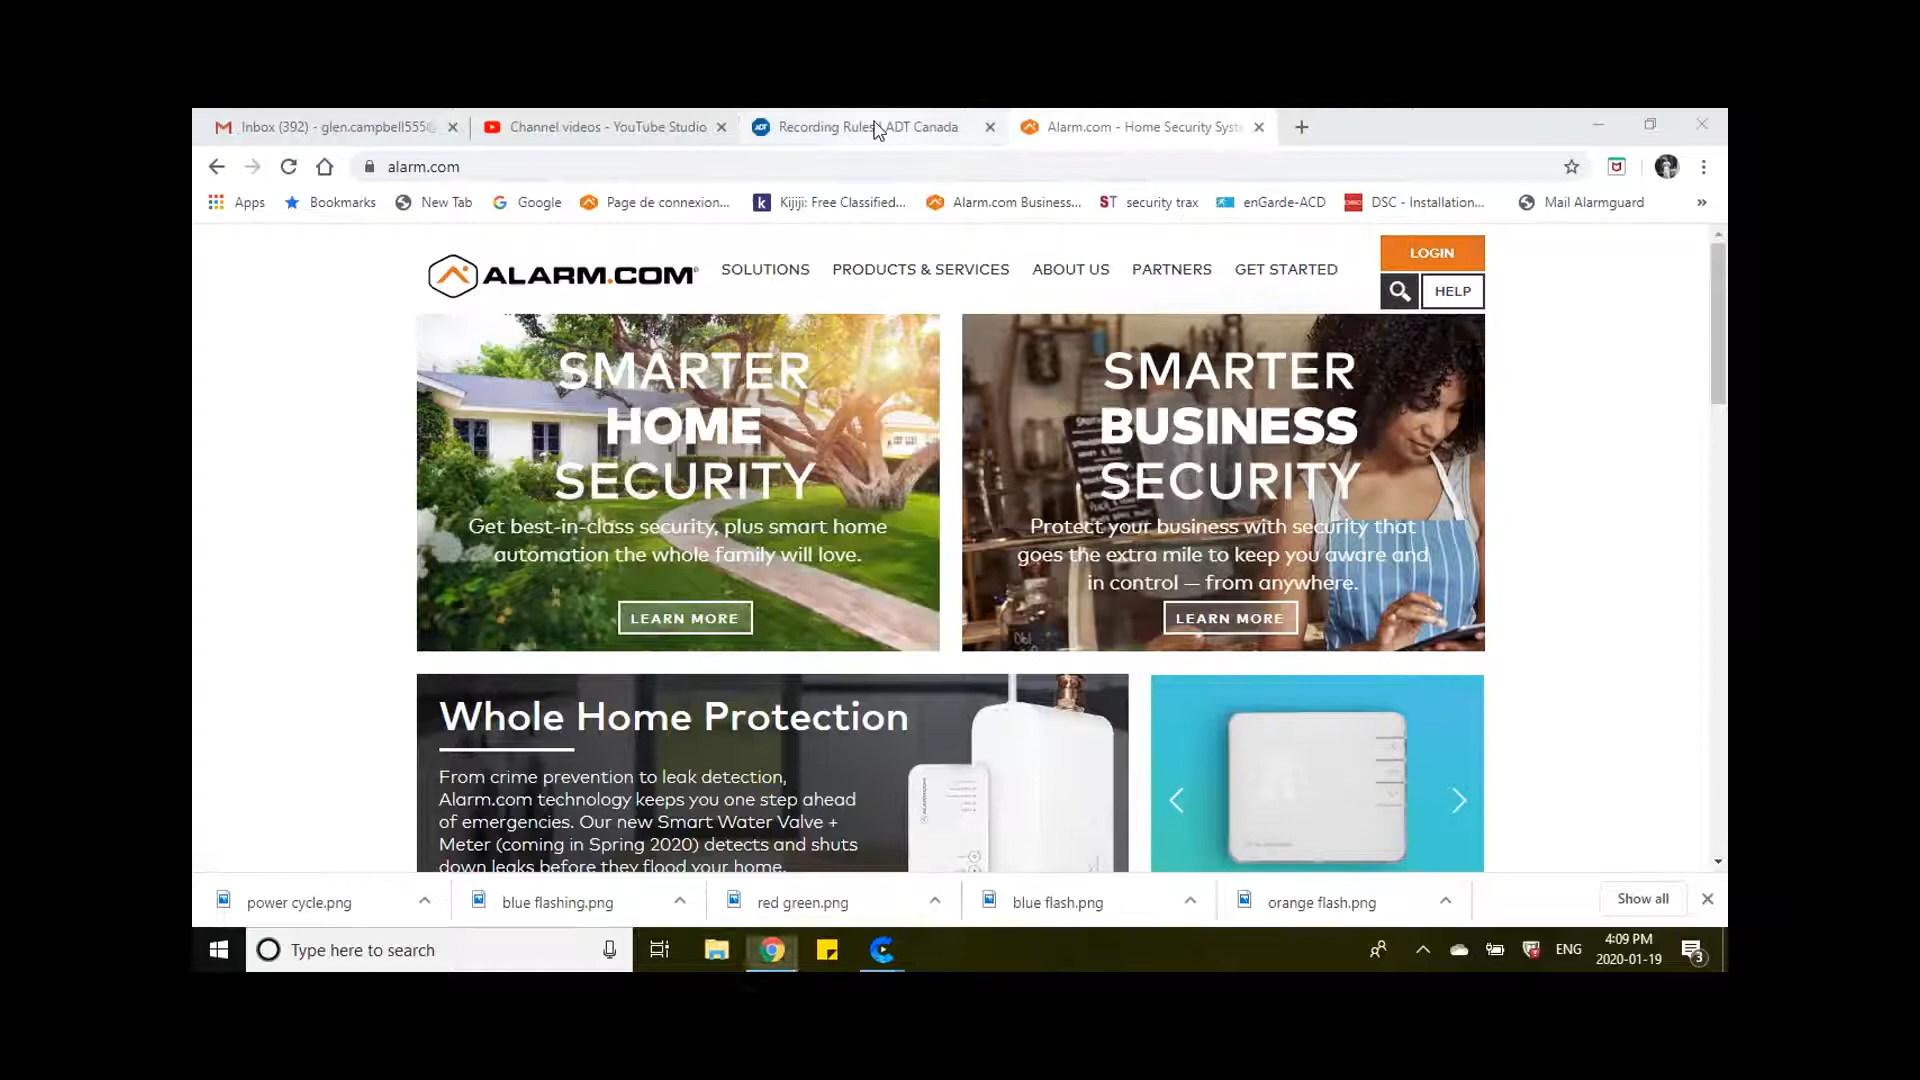 Inbox (392) - glen.campbell555@
Channel videos - YouTube Studio
Recording Rules | ADT Canada
Alarm.com - Home Security Syst
alarm.com
Apps
Bookmarks
New Tab
Google
Page de connexion...
Kijiji: Free Classified...
Alarm.com Business...
ST security trax
enGarde-ACD
DSC - Installation...
Mail Alarmguard
»
ALARM.COM
SOLUTIONS
PRODUCTS & SERVICES
ABOUT US
PARTNERS
GET STARTED
LOGIN
HELP
SMARTER
HOME
SECURITY
Get best-in-class security, plus smart home
automation the whole family will love.
LEARN MORE
SMARTER
BUSINESS
SECURITY
Protect your business with security that
goes the extra mile to keep you aware and
in control — from anywhere.
LEARN MORE
Whole Home Protection
From crime prevention to leak detection,
Alarm.com technology keeps you one step ahead
of emergencies. Our new Smart Water Valve +
Meter (coming in Spring 2020) detects and shuts
down leaks before they flood your home.
power cycle.png
blue flashing.png
red green.png
blue flash.png
orange flash.png
Show all
Type here to search
ENG
4:09 PM
2020-01-19
3